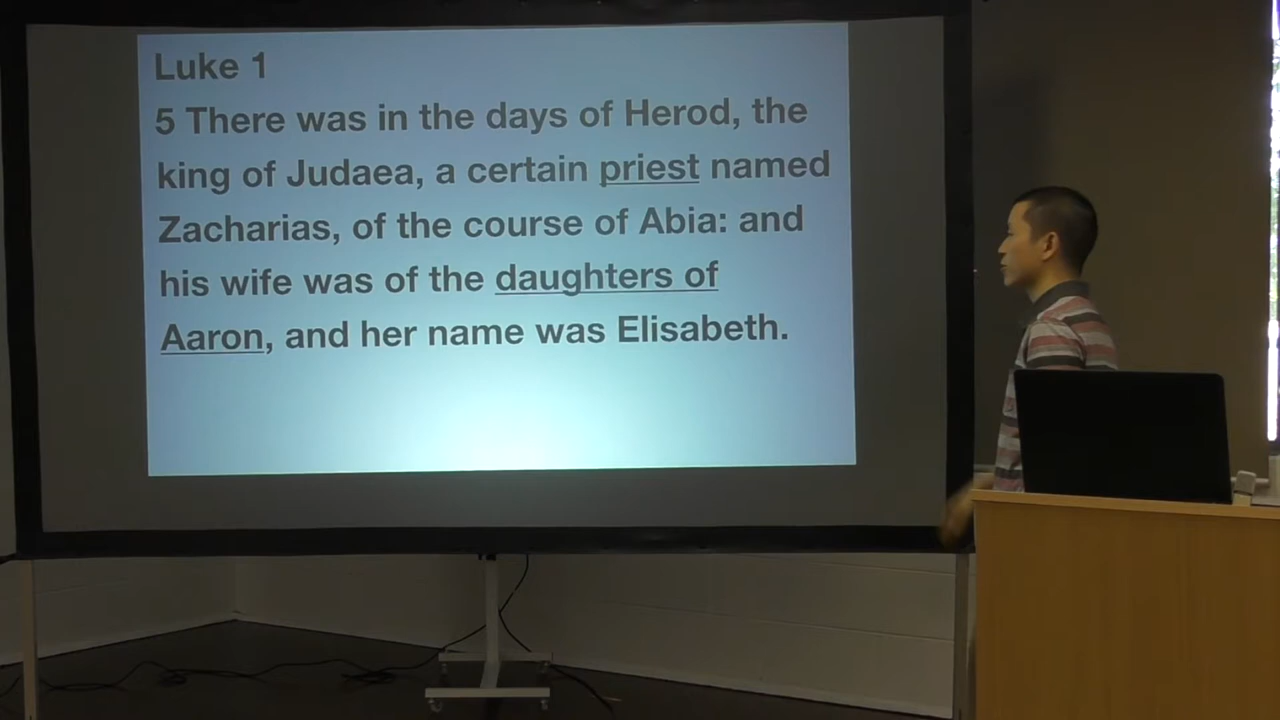 Luke 1
5 There was in the days of Herod, the
king of Judaea, a certain priest named
Zacharias, of the course of Abia: and
his wife was of the daughters of
Aaron, and her name was Elisabeth.